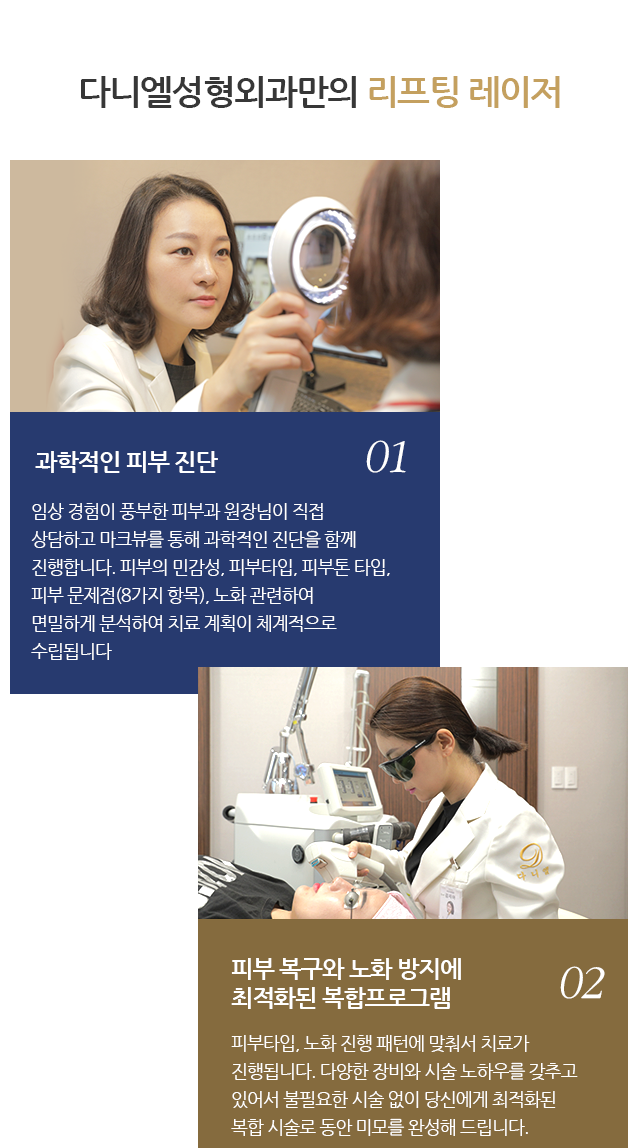 다니엘성형외과만의 리프팅 레이저
과학적인 피부 진단
01
임상 경험이 풍부한 피부과 원장님이 직접
상담하고 마크뷰를 통해 과학적인 진단을 함께
진행합니다. 피부의 민감성, 피부타입, 피부톤 타입,
피부 문제점(8가지 항목), 노화 관련하여
면밀하게 분석하여 치료 계획이 체계적으로
수립됩니다
다니엘
피부 복구와 노화 방지에
최적화된 복합프로그램
02
피부타입, 노화 진행 패턴에 맞춰서 치료가
진행됩니다. 다양한 장비와 시술 노하우를 갖추고
있어서 불필요한 시술 없이 당신에게 최적화된
복합 시술로 동안 미모를 완성해 드립니다.